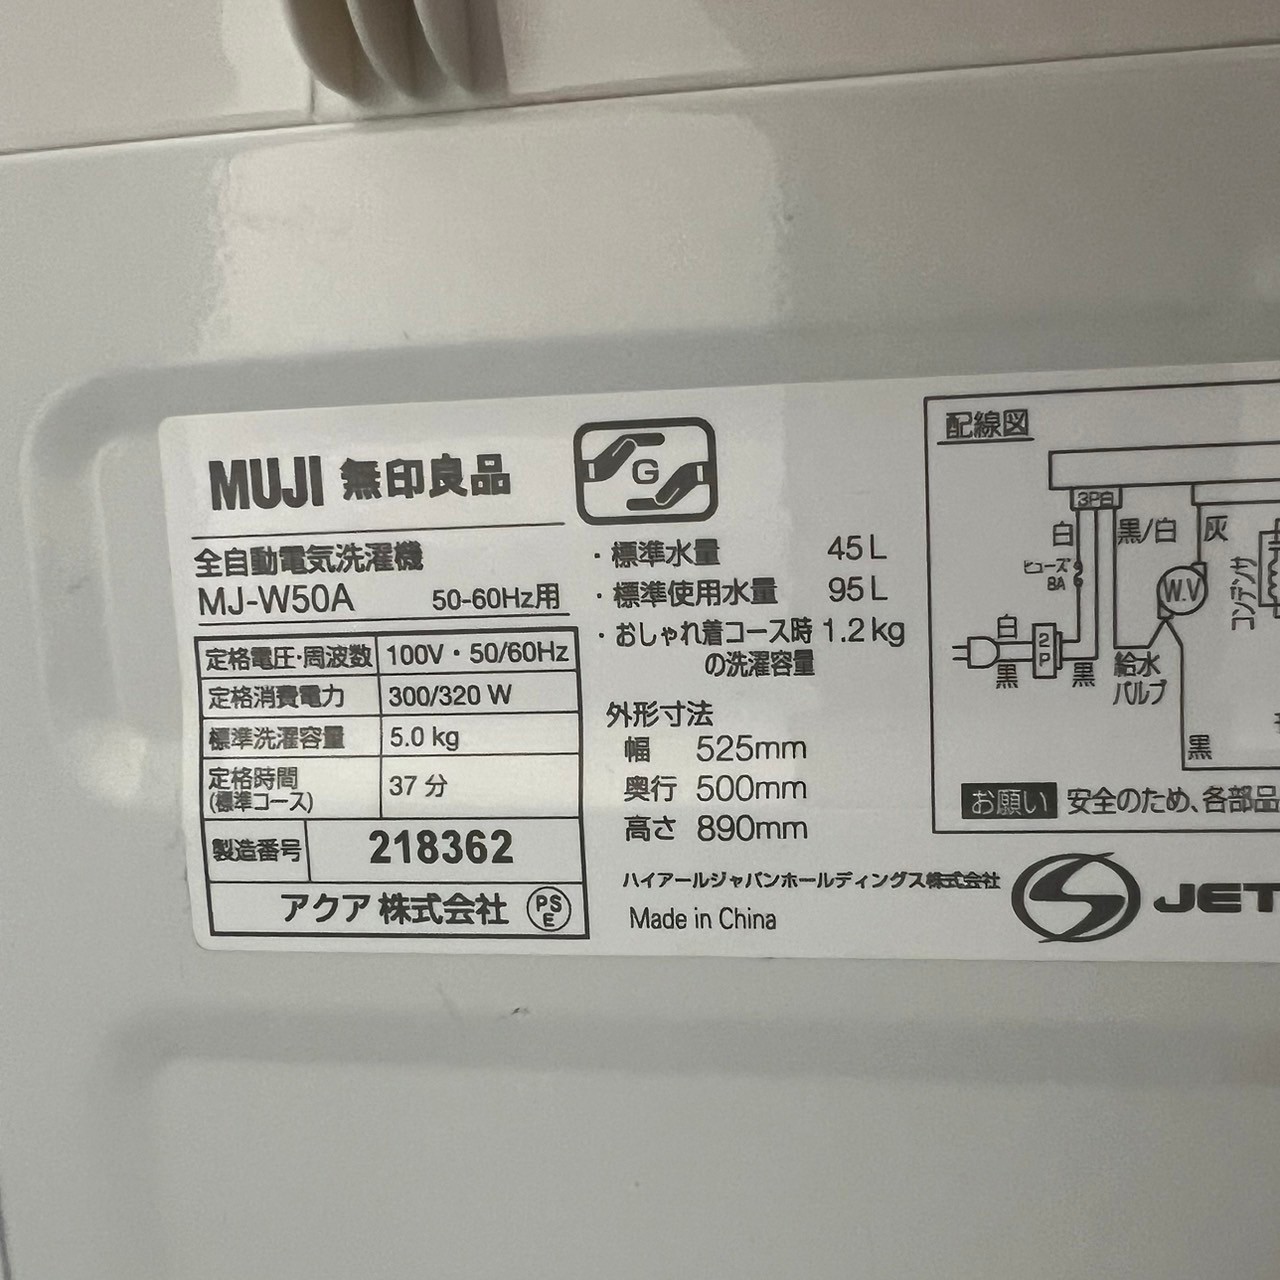 MUJI 無印良品
G
全自動電気洗濯機
MJ-W50A 50-60Hz用
定格電圧・周波数 100V・50/60Hz
定格消費電力 300/320 W
標準洗濯容量 5.0 kg
定格時間 37 分
(標準コース)
製造番号 218362
アクア 株式会社 PS E
・標準水量 45L
・標準使用水量 95L
・おしゃれ着コース時 1.2kg
の洗濯容量
外形寸法
幅 525mm
奥行 500mm
高さ 890mm
ハイアールジャパンホールディングス株式会社
Made in China
配線図
3P白
白 黒/白 灰
ヒューズ
8A
W.V
コンデンサ
白
2P
黒 黒
給水
バルブ
黒
お願い 安全のため、各部品
JET